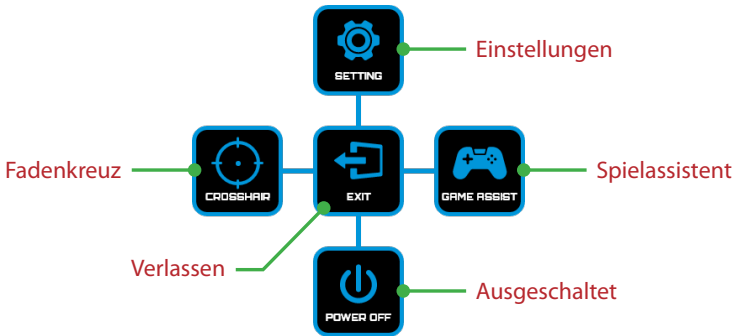 Einstellungen
SETTING
Fadenkreuz
CROSSHAIR
EXIT
GAME ASSIST
Spielassistent
Verlassen
POWER OFF
Ausgeschaltet